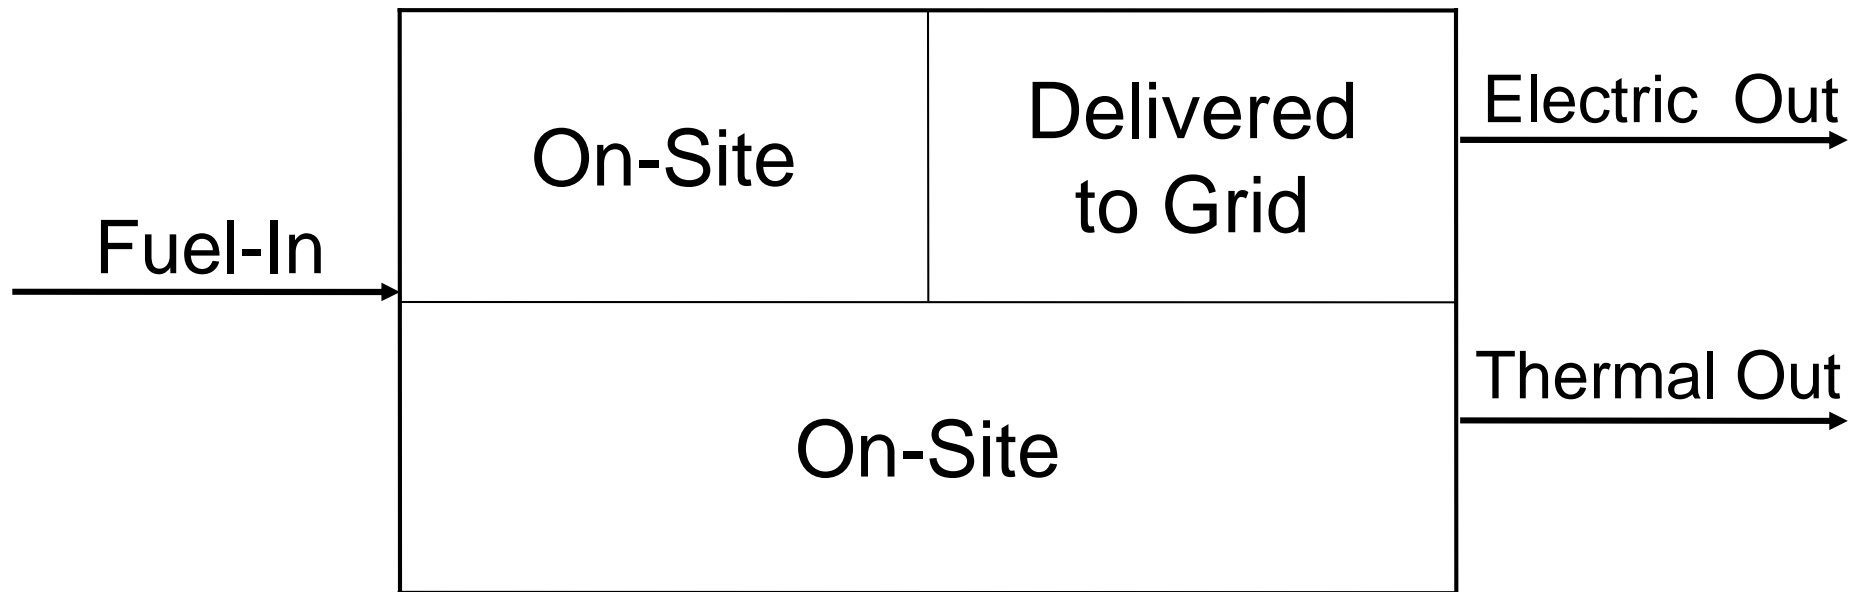 Fuel-In
On-Site
Delivered
to Grid
Electric Out
On-Site
Thermal Out